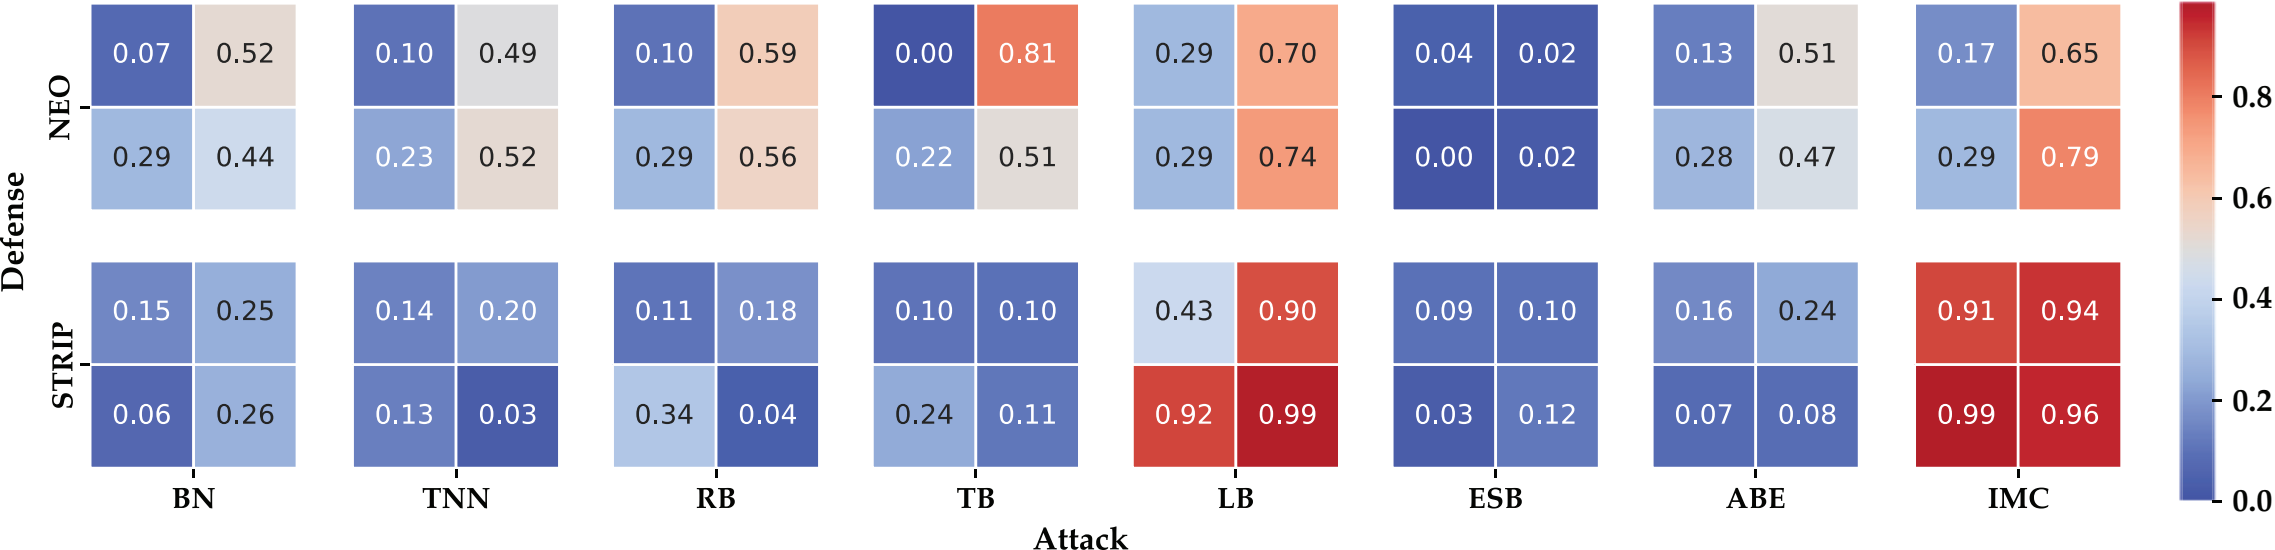 0.07 0.52 0.10 0.49 0.10 0.59 0.00 0.81 0.29 0.70 0.04 0.02 0.13 0.51 0.17 0.65
NEO
0.29 0.44 0.23 0.52 0.29 0.56 0.22 0.51 0.29 0.74 0.00 0.02 0.28 0.47 0.29 0.79
Defense
0.15 0.25 0.14 0.20 0.11 0.18 0.10 0.10 0.43 0.90 0.09 0.10 0.16 0.24 0.91 0.94
STRIP
0.06 0.26 0.13 0.03 0.34 0.04 0.24 0.11 0.92 0.99 0.03 0.12 0.07 0.08 0.99 0.96
BN TNN RB TB LB ESB ABE IMC
Attack
0.8
0.6
0.4
0.2
0.0